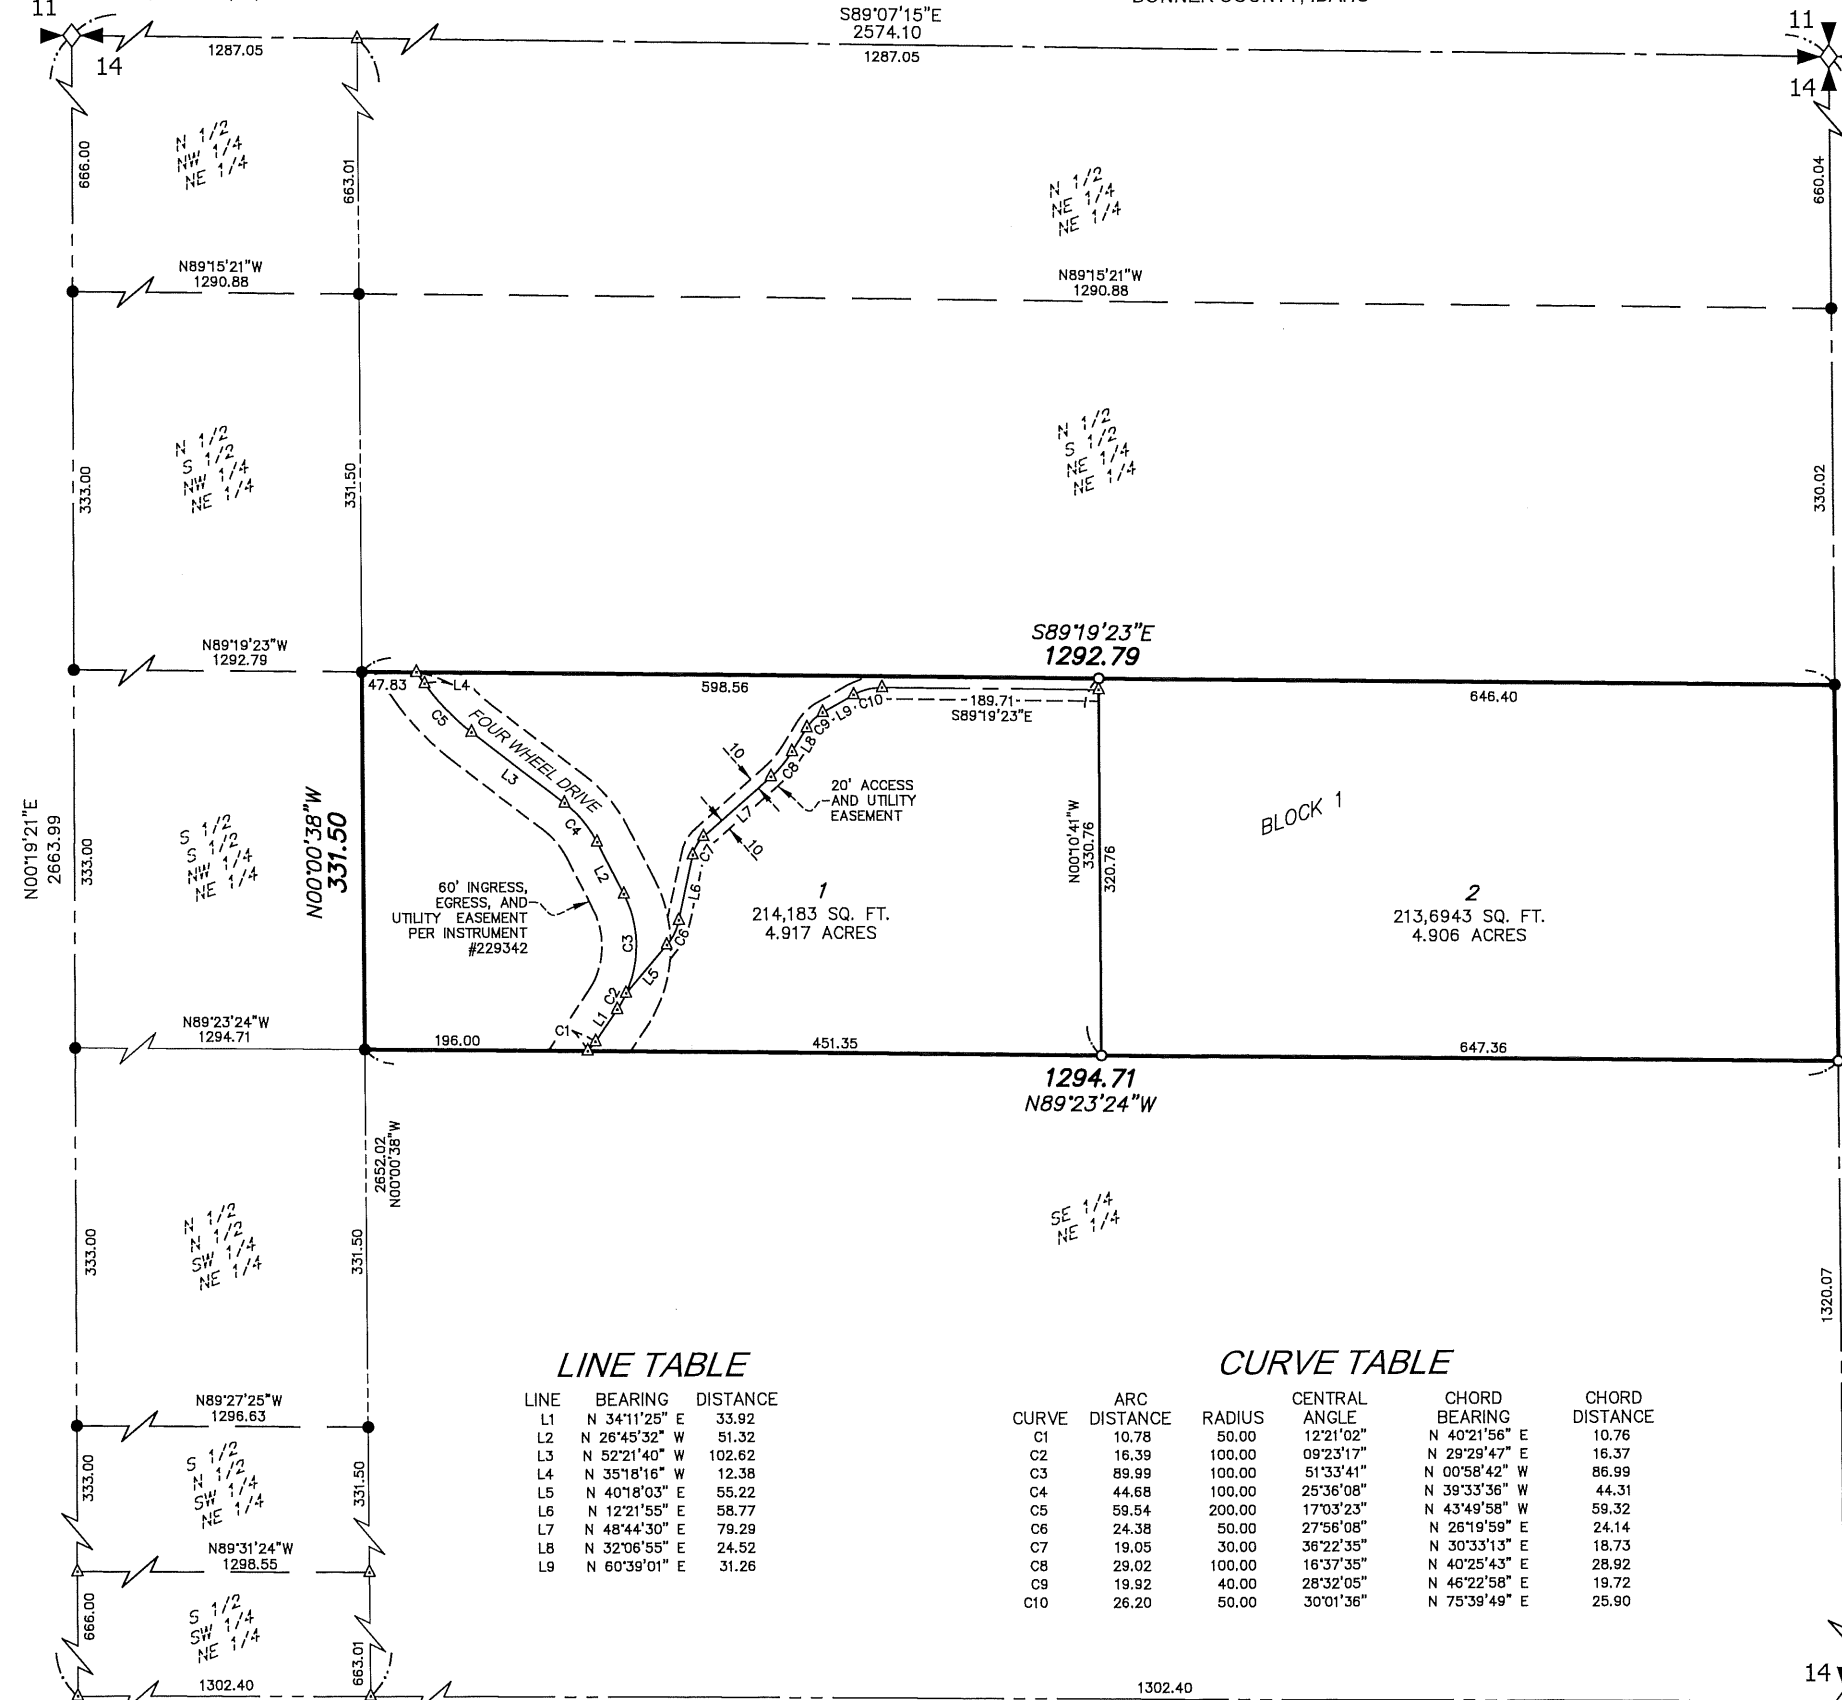 11
S89°07'15"E
2574.10
1287.05
1287.05
11
14
14
666.00
N 1/2
NW 1/4
NE 1/4
663.01
N 1/2
NE 1/4
NE 1/4
660.04
N89°15'21"W
1290.88
N89°15'21"W
1290.88
333.00
N 1/2
S 1/2
NW 1/4
NE 1/4
331.50
N 1/2
S 1/2
NE 1/4
NE 1/4
330.02
N89°19'23"W
1292.79
S89°19'23"E
1292.79
47.83
L4
598.56
646.40
C5
FOUR WHEEL DRIVE
L3
C4
L2
C3
C2
L1
C1
L5
C6
L6
C7
L7
C8
L8
C9
L9
C10
189.71
S89°19'23"E
10
10
20' ACCESS
AND UTILITY
EASEMENT
N00°19'21"E
2663.99
333.00
S 1/2
S 1/2
NW 1/4
NE 1/4
N00°00'38"W
331.50
60' INGRESS,
EGRESS, AND
UTILITY EASEMENT
PER INSTRUMENT
#229342
1
214,183 SQ. FT.
4.917 ACRES
N00°10'41"W
330.76
320.76
BLOCK 1
2
213,6943 SQ. FT.
4.906 ACRES
N89°23'24"W
1294.71
196.00
451.35
647.36
1294.71
N89°23'24"W
2652.02
N00°00'38"W
333.00
N 1/2
N 1/2
SW 1/4
NE 1/4
331.50
SE 1/4
NE 1/4
1320.07
N89°27'25"W
1296.63
333.00
S 1/2
N 1/2
SW 1/4
NE 1/4
331.50
N89°31'24"W
1298.55
666.00
S 1/2
SW 1/4
NE 1/4
663.01
1302.40
1302.40
14
LINE TABLE
LINE BEARING DISTANCE
L1 N 34°11'25" E 33.92
L2 N 26°45'32" W 51.32
L3 N 52°21'40" W 102.62
L4 N 35°18'16" W 12.38
L5 N 40°18'03" E 55.22
L6 N 12°21'55" E 58.77
L7 N 48°44'30" E 79.29
L8 N 32°06'55" E 24.52
L9 N 60°39'01" E 31.26
CURVE TABLE
ARC CENTRAL CHORD CHORD
CURVE DISTANCE RADIUS ANGLE BEARING DISTANCE
C1 10.78 50.00 12°21'02" N 40°21'56" E 10.76
C2 16.39 100.00 09°23'17" N 29°29'47" E 16.37
C3 89.99 100.00 51°33'41" N 00°58'42" W 86.99
C4 44.68 100.00 25°36'08" N 39°33'36" W 44.31
C5 59.54 200.00 17°03'23" N 43°49'58" W 59.32
C6 24.38 50.00 27°56'08" N 26°19'59" E 24.14
C7 19.05 30.00 36°22'35" N 30°33'13" E 18.73
C8 29.02 100.00 16°37'35" N 40°25'43" E 28.92
C9 19.92 40.00 28°32'05" N 46°22'58" E 19.72
C10 26.20 50.00 30°01'36" N 75°39'49" E 25.90